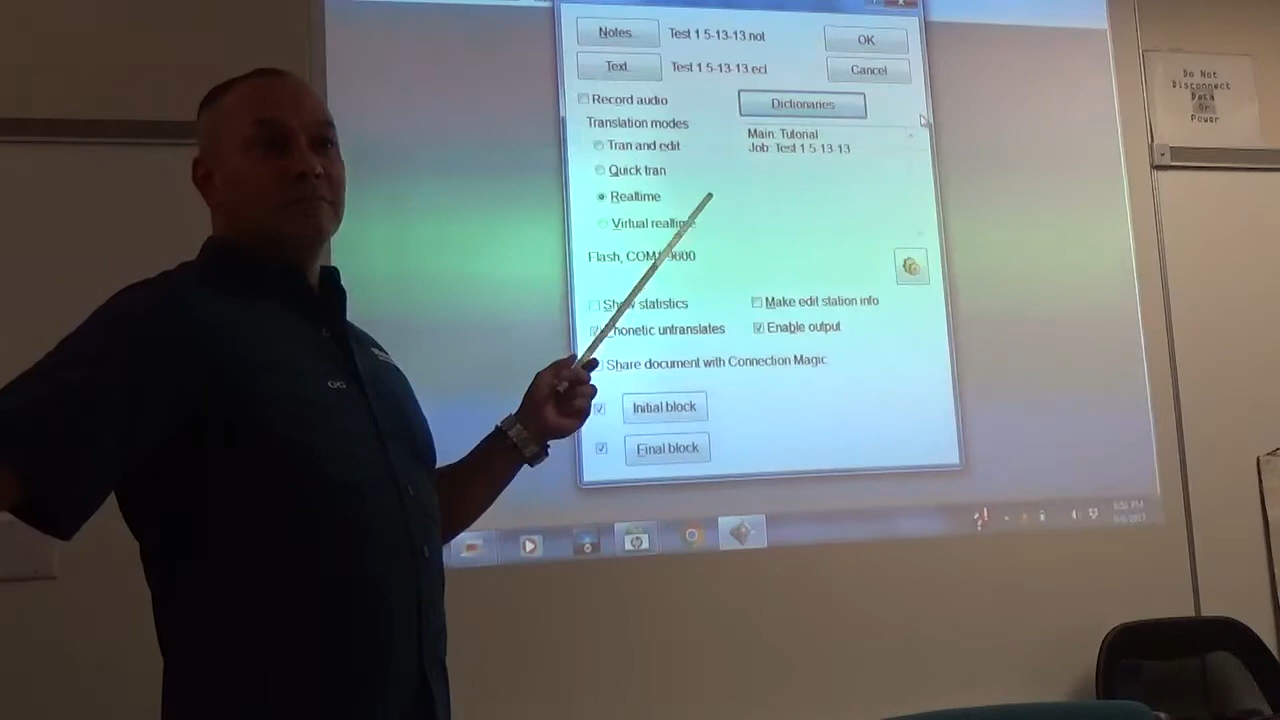 Notes
Test 1 5-13-13.not
OK
Text
Test 1 5-13-13.ecl
Cancel
Record audio
Dictionaries
Translation modes
Main: Tutorial
Job: Test 1 5-13-13
Tran and edit
Quick tran
Realtime
Virtual realtime
Flash, COM 9600
Show statistics
Make edit station info
Phonetic untranslates
Enable output
Share document with Connection Magic
Initial block
Final block
Do Not
Disconnect
Data
Or
Power